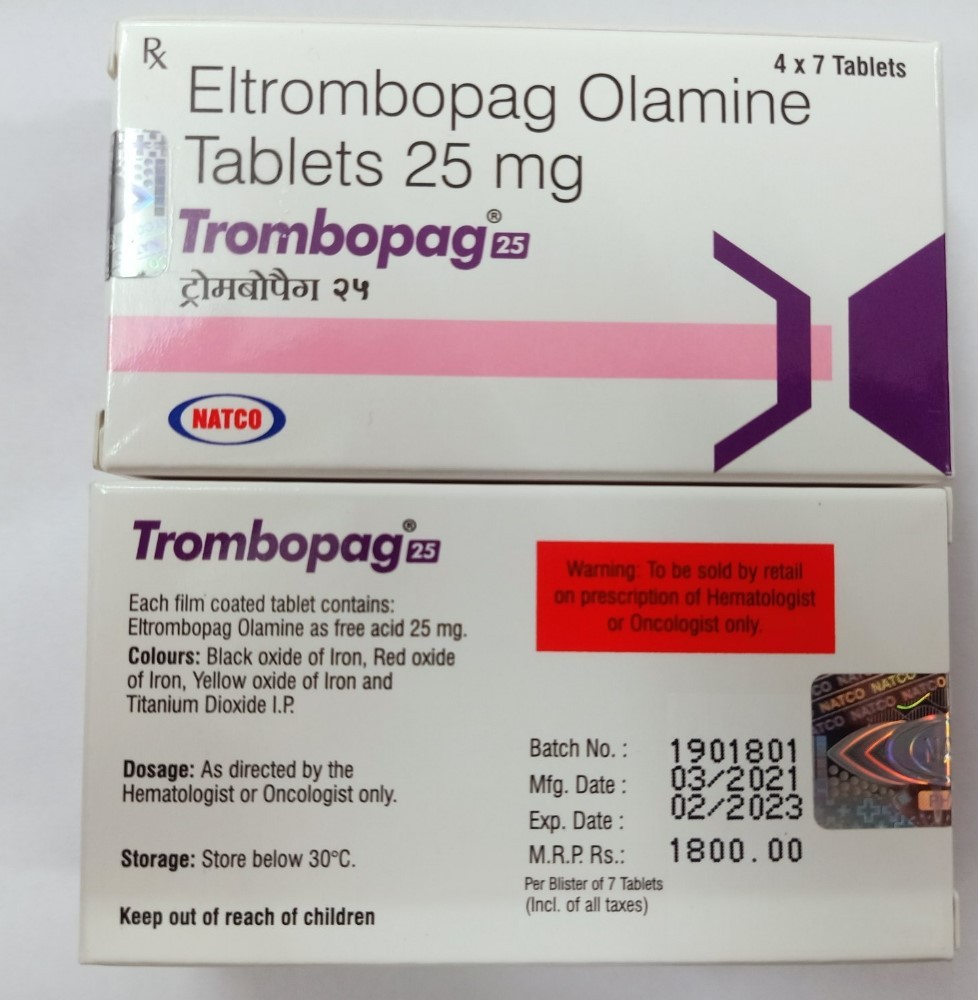 Rx
4 x 7 Tablets
Eltrombopag Olamine
Tablets 25 mg
Trombopag® 25
ट्रोमबोपैग २५
NATCO
Trombopag® 25
Each film coated tablet contains:
Eltrombopag Olamine as free acid 25 mg.
Colours: Black oxide of Iron, Red oxide
of Iron, Yellow oxide of Iron and
Titanium Dioxide I.P.
Dosage: As directed by the
Hematologist or Oncologist only.
Storage: Store below 30°C.
Keep out of reach of children
Warning: To be sold by retail
on prescription of Hematologist
or Oncologist only.
NATCO NATCO
NATCO NATCO
Batch No. : 1901801
Mfg. Date : 03/2021
Exp. Date : 02/2023
M.R.P. Rs.: 1800.00
Per Blister of 7 Tablets
(Incl. of all taxes)